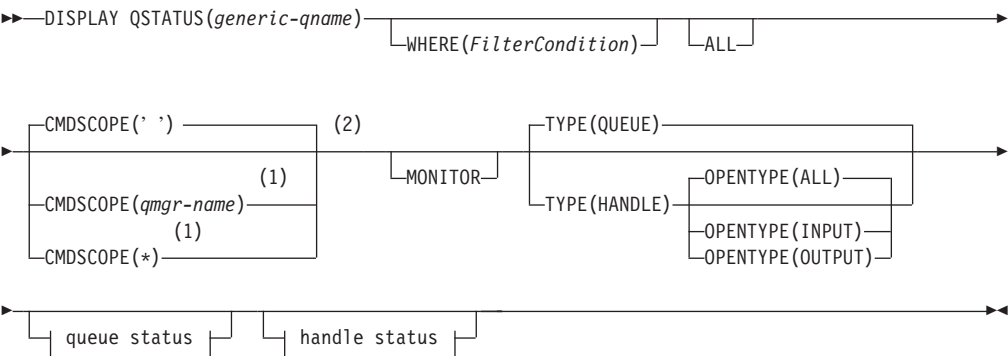 DISPLAY QSTATUS(generic-qname)
WHERE(FilterCondition)
ALL
CMDSCOPE(’ ’)
(2)
TYPE(QUEUE)
(1)
MONITOR
OPENTYPE(ALL)
CMDSCOPE(qmgr-name)
TYPE(HANDLE)
(1)
OPENTYPE(INPUT)
CMDSCOPE(*)
OPENTYPE(OUTPUT)
queue status
handle status